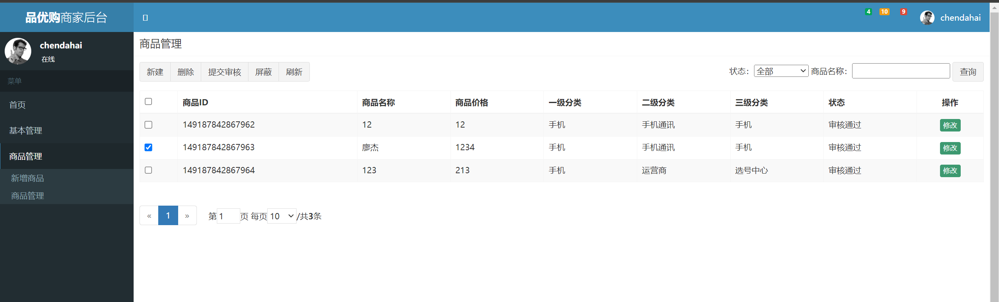 品优购商家后台
4 10 9 chendahai
chendahai
在线
菜单
首页
基本管理
商品管理
新增商品
商品管理
商品管理
新建 删除 提交审核 屏蔽 刷新 状态： 全部 商品名称： 查询
商品ID 商品名称 商品价格 一级分类 二级分类 三级分类 状态 操作
149187842867962 12 12 手机 手机通讯 手机 审核通过 修改
149187842867963 廖杰 1234 手机 手机通讯 手机 审核通过 修改
149187842867964 123 213 手机 运营商 选号中心 审核通过 修改
« 1 » 第1页 每页10/共3条